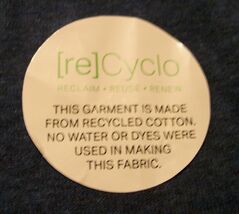 [re]Cyclo
RECLAIM • REUSE • RENEW
THIS GARMENT IS MADE
FROM RECYCLED COTTON.
NO WATER OR DYES WERE
USED IN MAKING
THIS FABRIC.